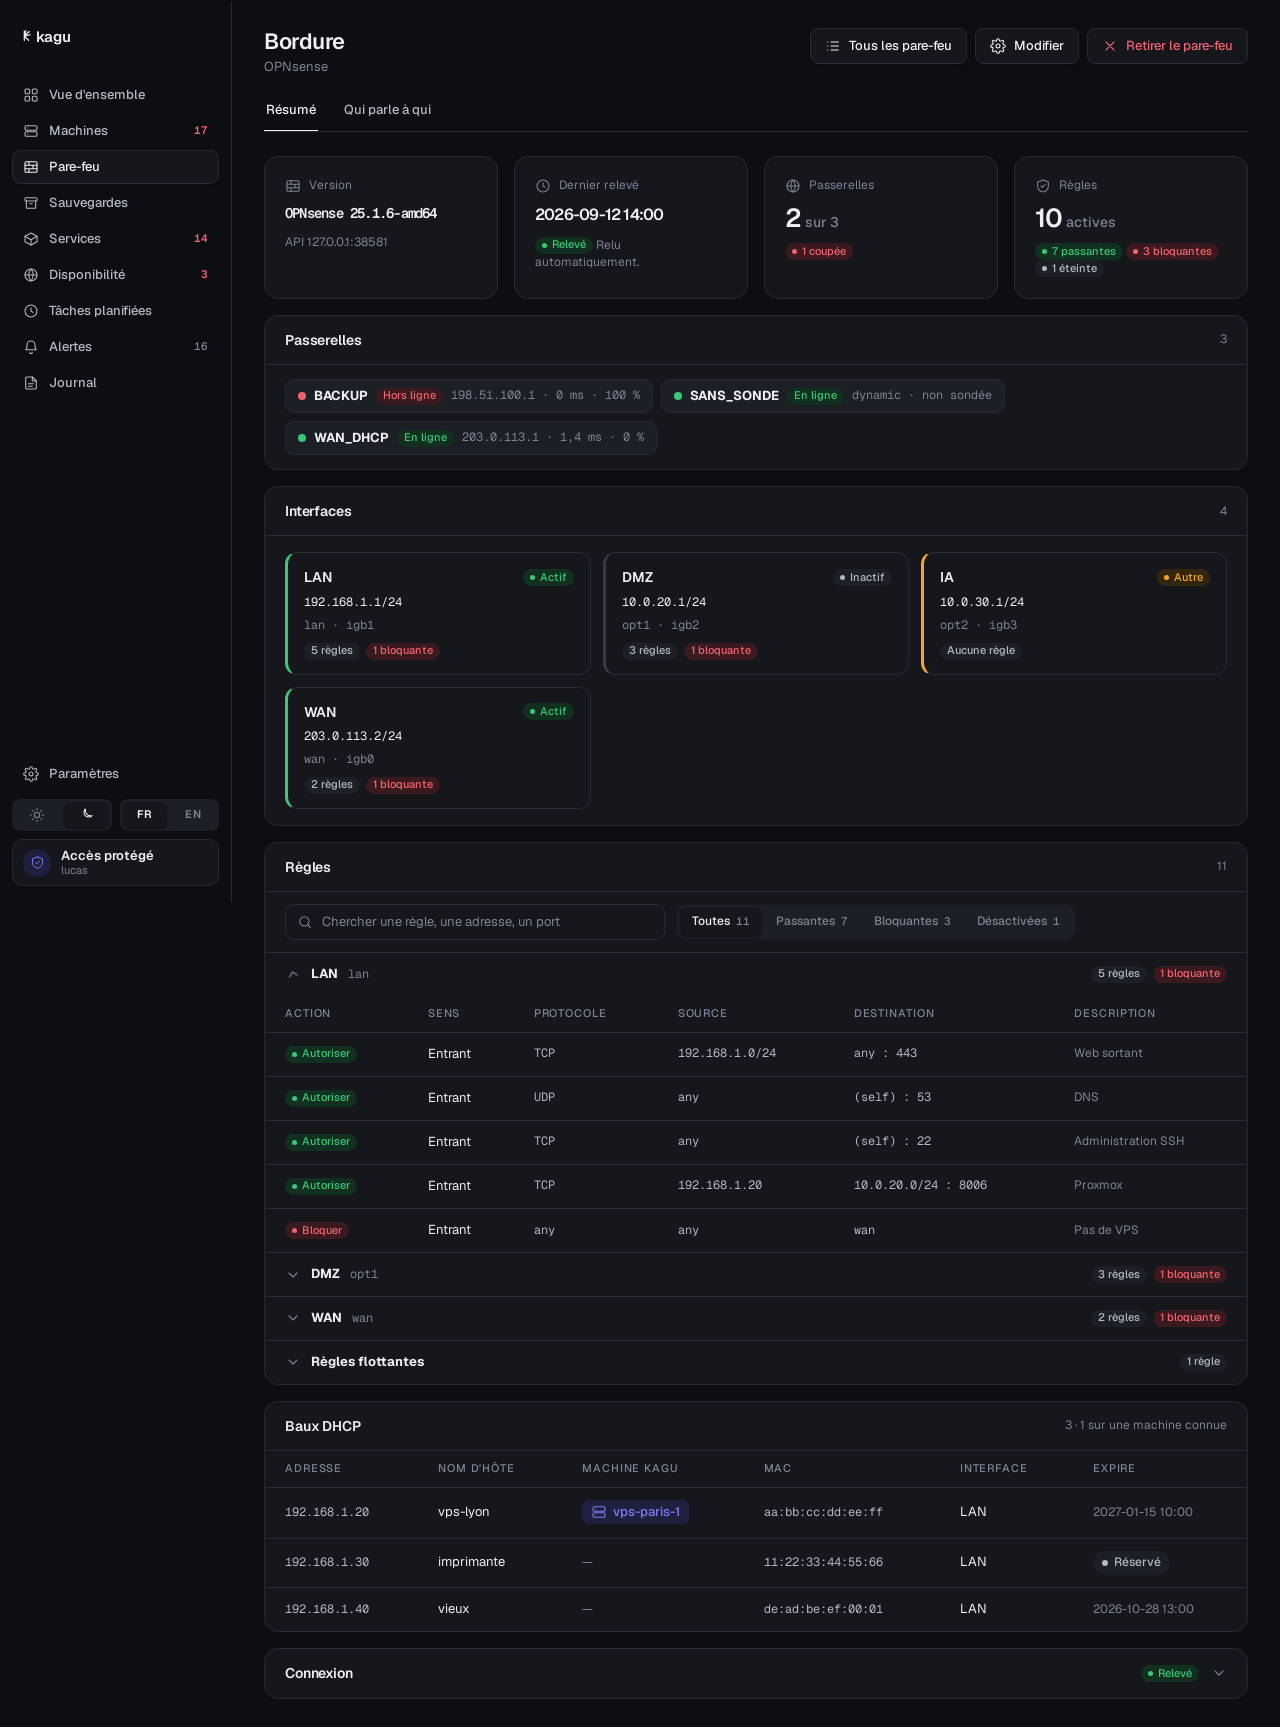 kagu
Vue d'ensemble
Machines 17
Pare-feu
Sauvegardes
Services 14
Disponibilité 3
Tâches planifiées
Alertes 16
Journal
Paramètres
FR EN
Accès protégé
lucas
Bordure
OPNsense
Tous les pare-feu
Modifier
Retirer le pare-feu
Résumé Qui parle à qui
Version
OPNsense 25.1.6-amd64
API 127.0.0.1:38581
Dernier relevé
2026-09-12 14:00
Relevé Relu
automatiquement.
Passerelles
2 sur 3
1 coupée
Règles
10 actives
7 passantes 3 bloquantes
1 éteinte
Passerelles 3
BACKUP Hors ligne 198.51.100.1 · 0 ms · 100 %
SANS_SONDE En ligne dynamic · non sondée
WAN_DHCP En ligne 203.0.113.1 · 1,4 ms · 0 %
Interfaces 4
LAN Actif
192.168.1.1/24
lan · igb1
5 règles 1 bloquante
DMZ Inactif
10.0.20.1/24
opt1 · igb2
3 règles 1 bloquante
IA Autre
10.0.30.1/24
opt2 · igb3
Aucune règle
WAN Actif
203.0.113.2/24
wan · igb0
2 règles 1 bloquante
Règles 11
Chercher une règle, une adresse, un port
Toutes 11 Passantes 7 Bloquantes 3 Désactivées 1
LAN lan 5 règles 1 bloquante
ACTION SENS PROTOCOLE SOURCE DESTINATION DESCRIPTION
Autoriser Entrant TCP 192.168.1.0/24 any : 443 Web sortant
Autoriser Entrant UDP any (self) : 53 DNS
Autoriser Entrant TCP any (self) : 22 Administration SSH
Autoriser Entrant TCP 192.168.1.20 10.0.20.0/24 : 8006 Proxmox
Bloquer Entrant any any wan Pas de VPS
DMZ opt1 3 règles 1 bloquante
WAN wan 2 règles 1 bloquante
Règles flottantes 1 règle
Baux DHCP 3 · 1 sur une machine connue
ADRESSE NOM D'HÔTE MACHINE KAGU MAC INTERFACE EXPIRE
192.168.1.20 vps-lyon vps-paris-1 aa:bb:cc:dd:ee:ff LAN 2027-01-15 10:00
192.168.1.30 imprimante — 11:22:33:44:55:66 LAN Réservé
192.168.1.40 vieux — de:ad:be:ef:00:01 LAN 2026-10-28 13:00
Connexion Relevé